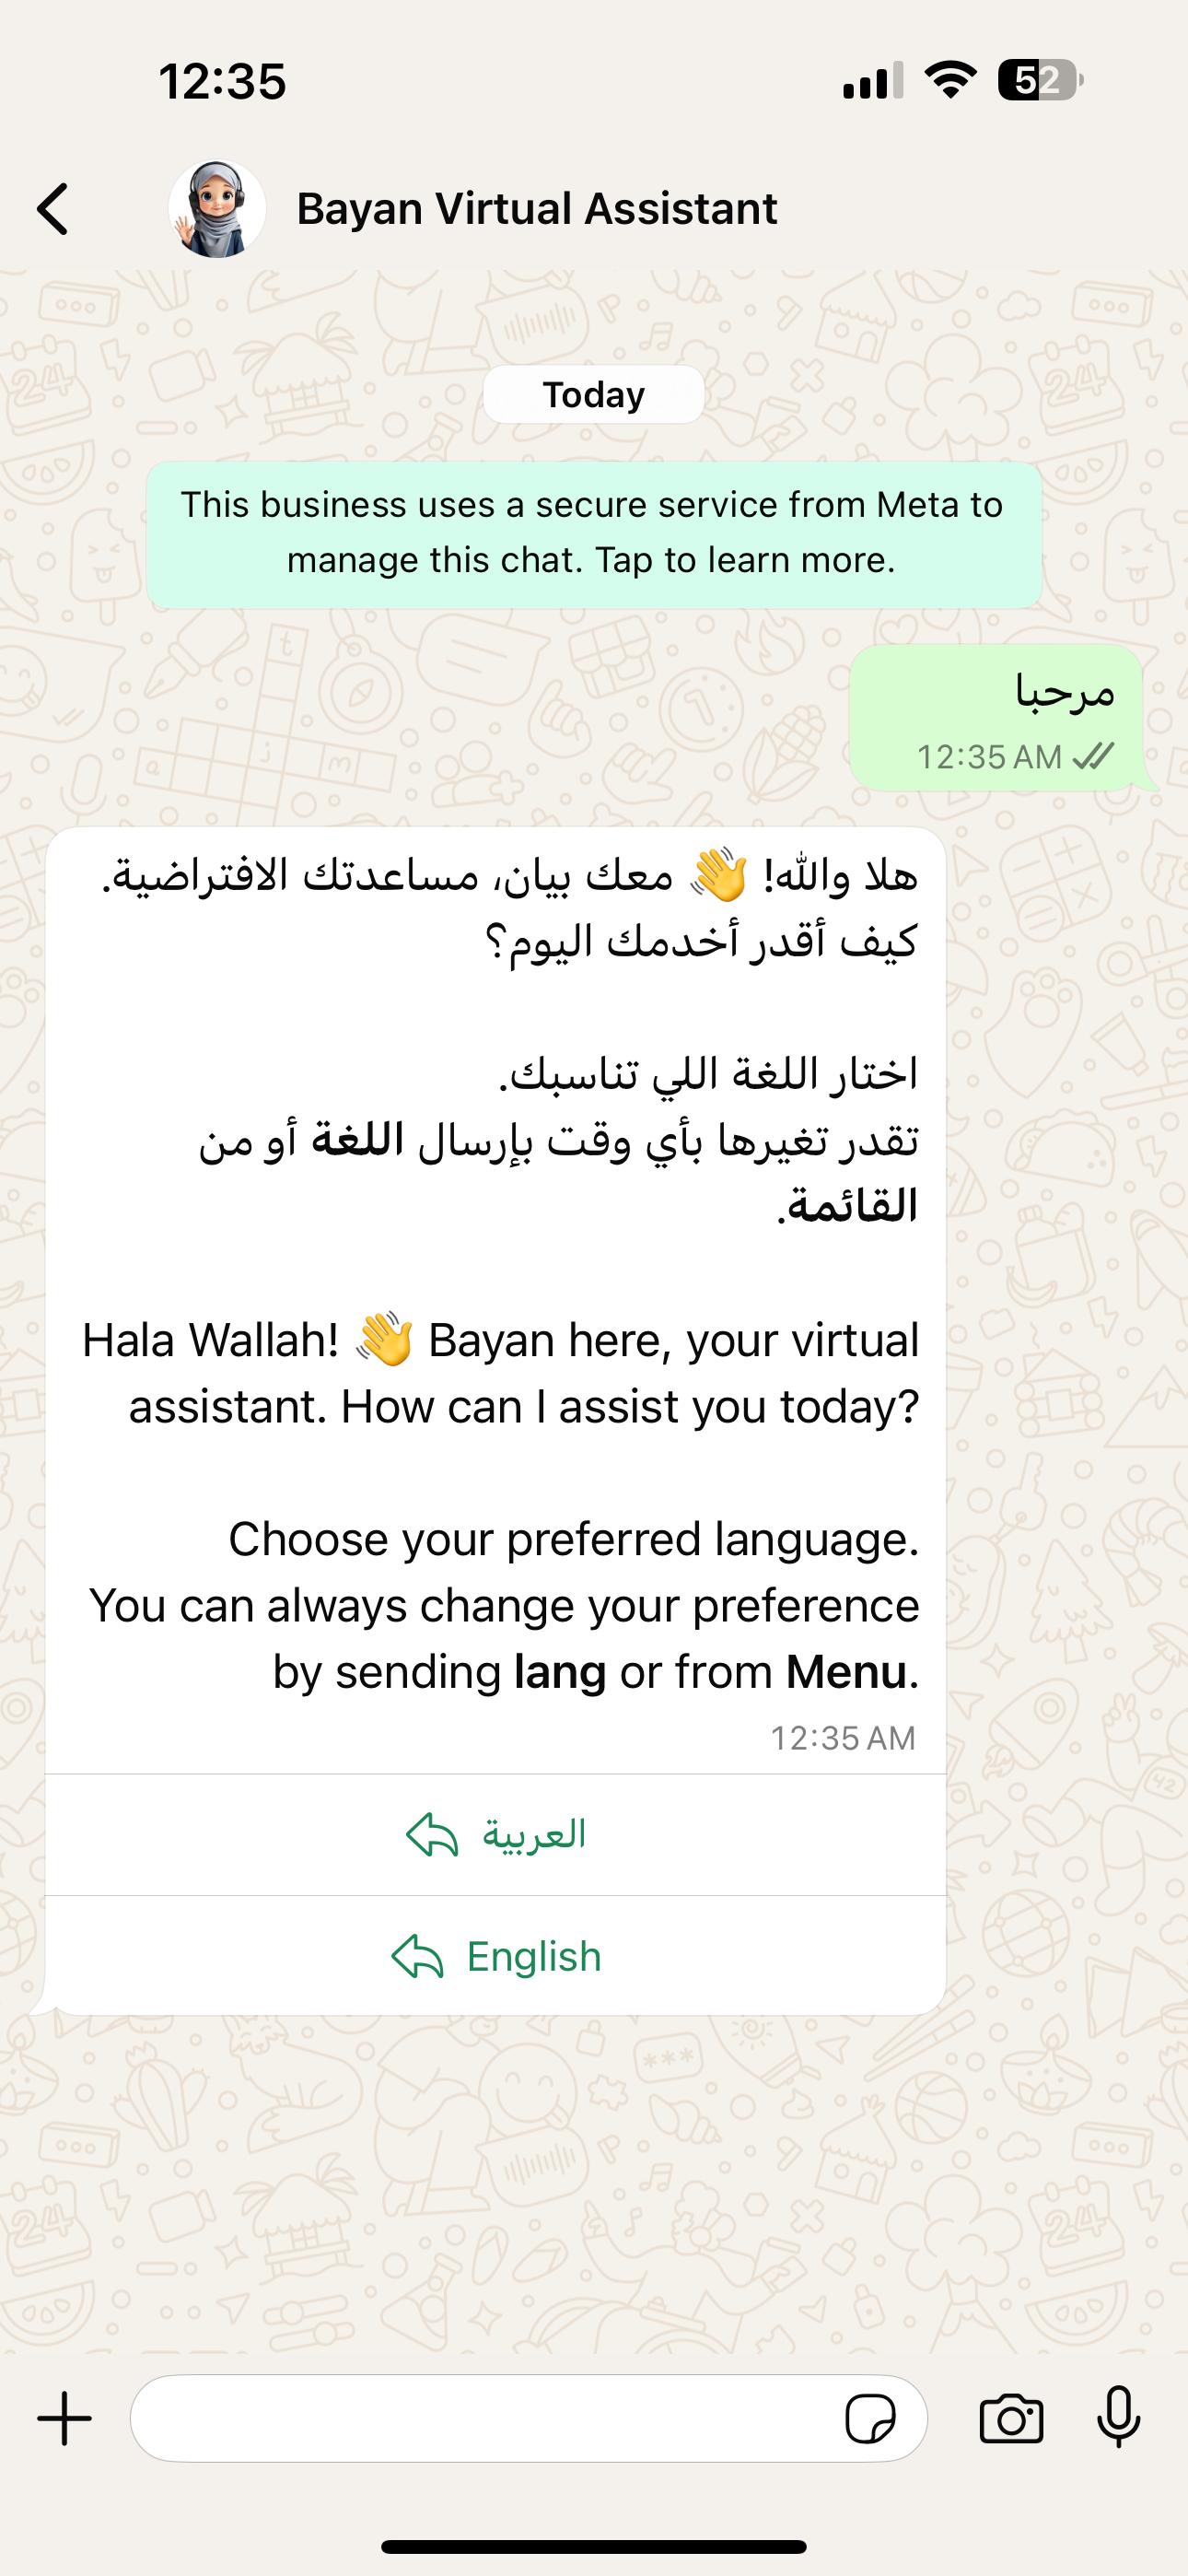 12:35
52
Bayan Virtual Assistant
Today
This business uses a secure service from Meta to
manage this chat. Tap to learn more.
مرحبا
12:35 AM
هلا والله! 👋 معك بيان، مساعدتك الافتراضية.
كيف أقدر أخدمك اليوم؟
اختار اللغة اللي تناسبك.
تقدر تغيرها بأي وقت بإرسال اللغة أو من
القائمة.
Hala Wallah! 👋 Bayan here, your virtual
assistant. How can I assist you today?
Choose your preferred language.
You can always change your preference
by sending lang or from Menu.
12:35 AM
العربية
English